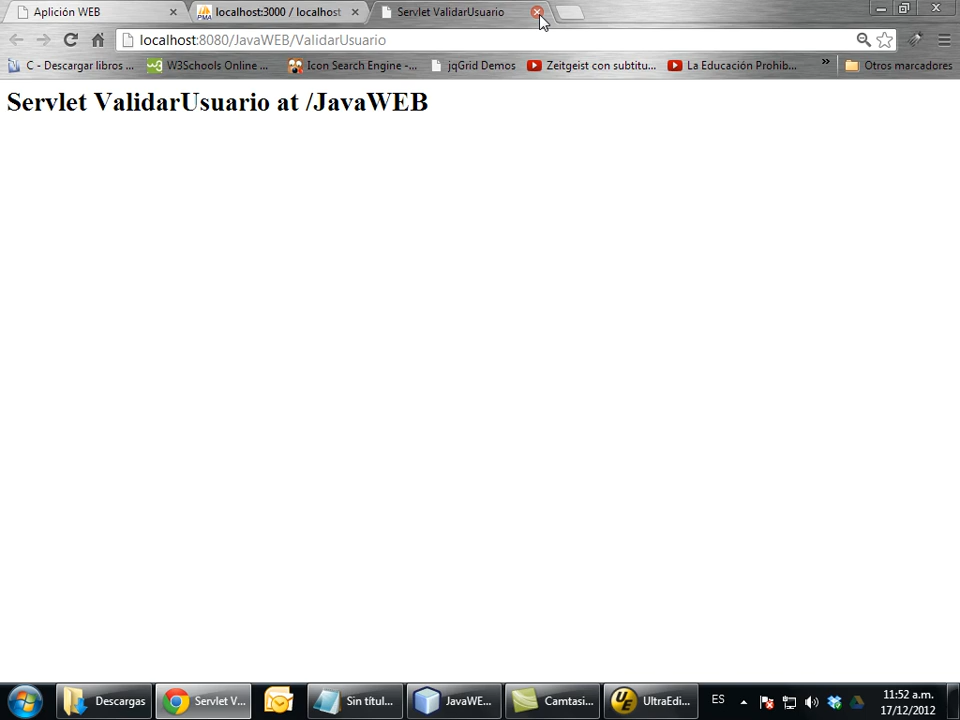 Aplición WEB
localhost:3000 / localhost
Servlet ValidarUsuario
localhost:8080/JavaWEB/ValidarUsuario
C - Descargar libros ...
W3Schools Online ...
Icon Search Engine -...
jqGrid Demos
Zeitgeist con subtitu...
La Educación Prohib...
»
Otros marcadores
Servlet ValidarUsuario at /JavaWEB
Descargas
Servlet V...
Sin títul...
JavaWE...
Camtasi...
UltraEdi...
ES
11:52 a.m.
17/12/2012